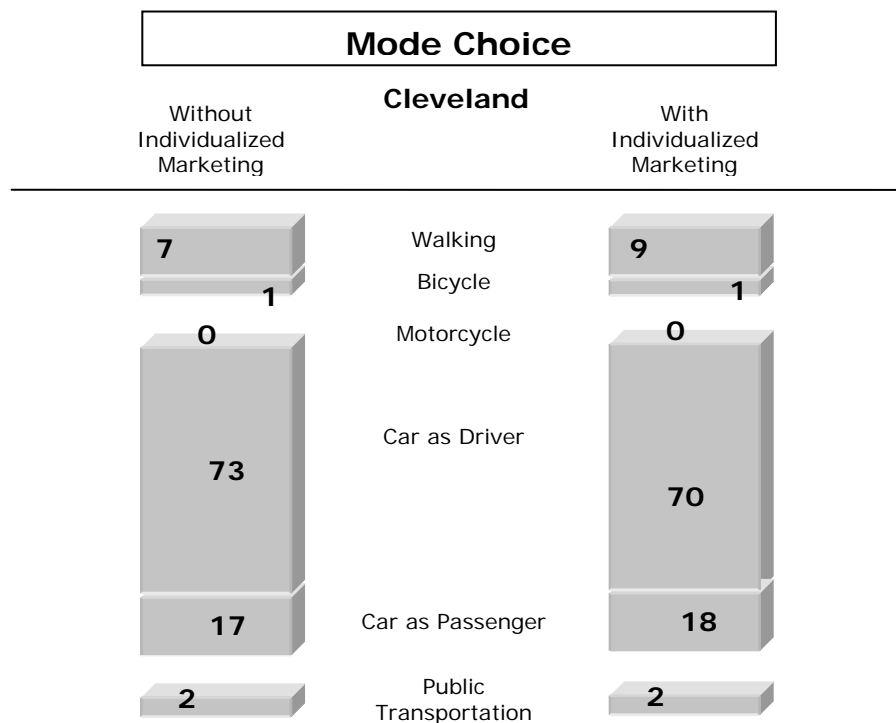 Mode Choice
Cleveland
Without
Individualized
Marketing
With
Individualized
Marketing
7 Walking 9
1 Bicycle 1
0 Motorcycle 0
Car as Driver
73 70
17 Car as Passenger 18
2 Public 2
Transportation